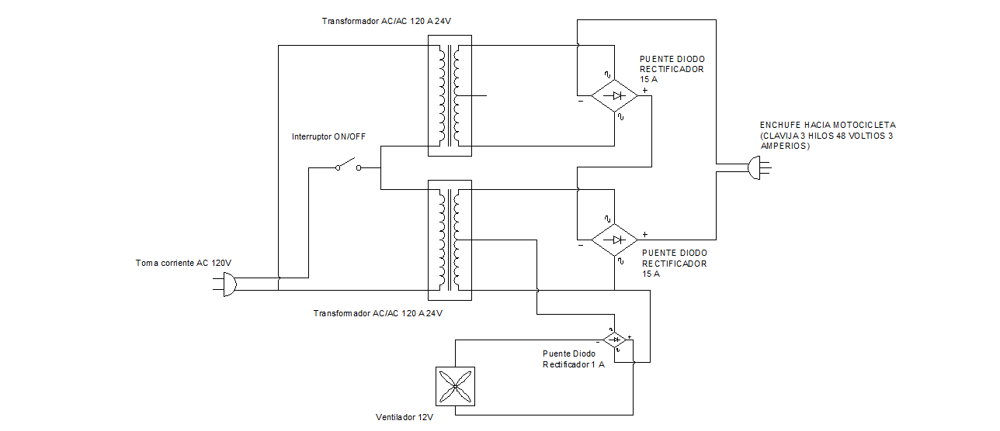 Transformador AC/AC 120 A 24V
PUENTE DIODO
RECTIFICADOR
15 A
+
−
ENCHUFE HACIA MOTOCICLETA
(CLAVIJA 3 HILOS 48 VOLTIOS 3
AMPERIOS)
Interruptor ON/OFF
+
−
PUENTE DIODO
RECTIFICADOR
15 A
Toma corriente AC 120V
Transformador AC/AC 120 A 24V
+
−
Puente Diodo
Rectificador 1 A
Ventilador 12V